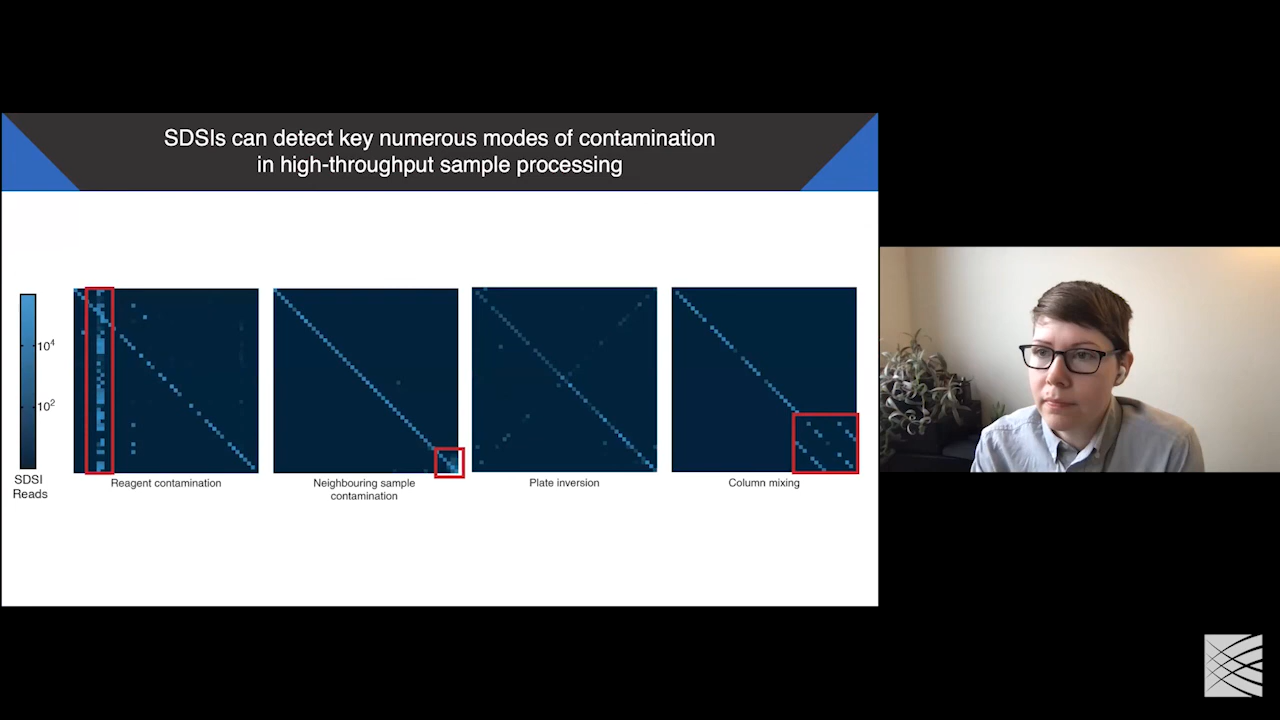 SDSIs can detect key numerous modes of contamination
in high-throughput sample processing
10^4
10^2
SDSI
Reads
Reagent contamination
Neighbouring sample
contamination
Plate inversion
Column mixing